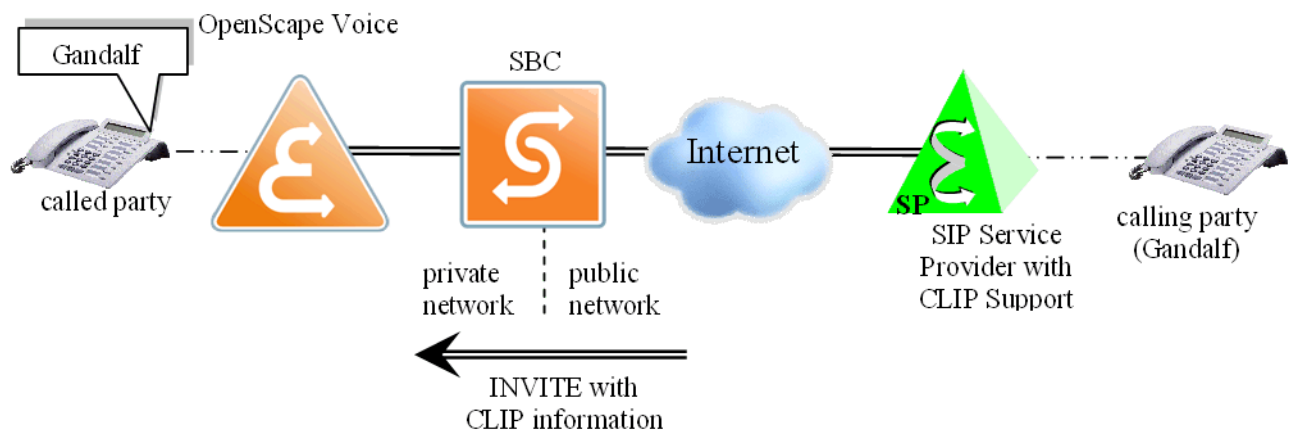 OpenScape Voice
Gandalf
SBC
Internet
called party
SP
calling party
(Gandalf)
SIP Service
Provider with
CLIP Support
private
network
public
network
INVITE with
CLIP information